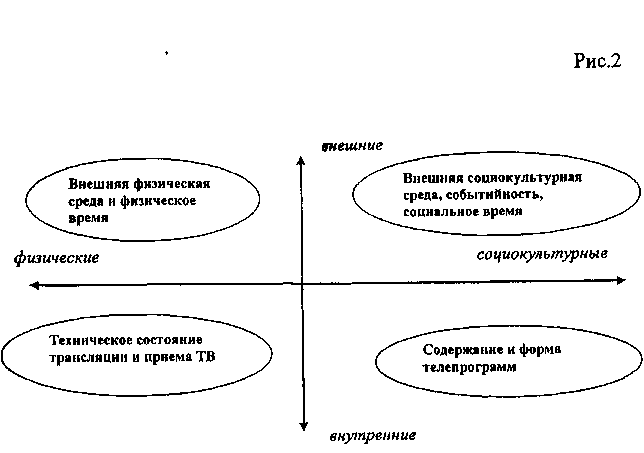 Рис.2
внешние
Внешняя физическая
среда и физическое
время
Внешняя социокультурная
среда, событийность,
социальное время
физические
социокультурные
Техническое состояние
трансляции и приема ТВ
Содержание и форма
телепрограмм
внутренние